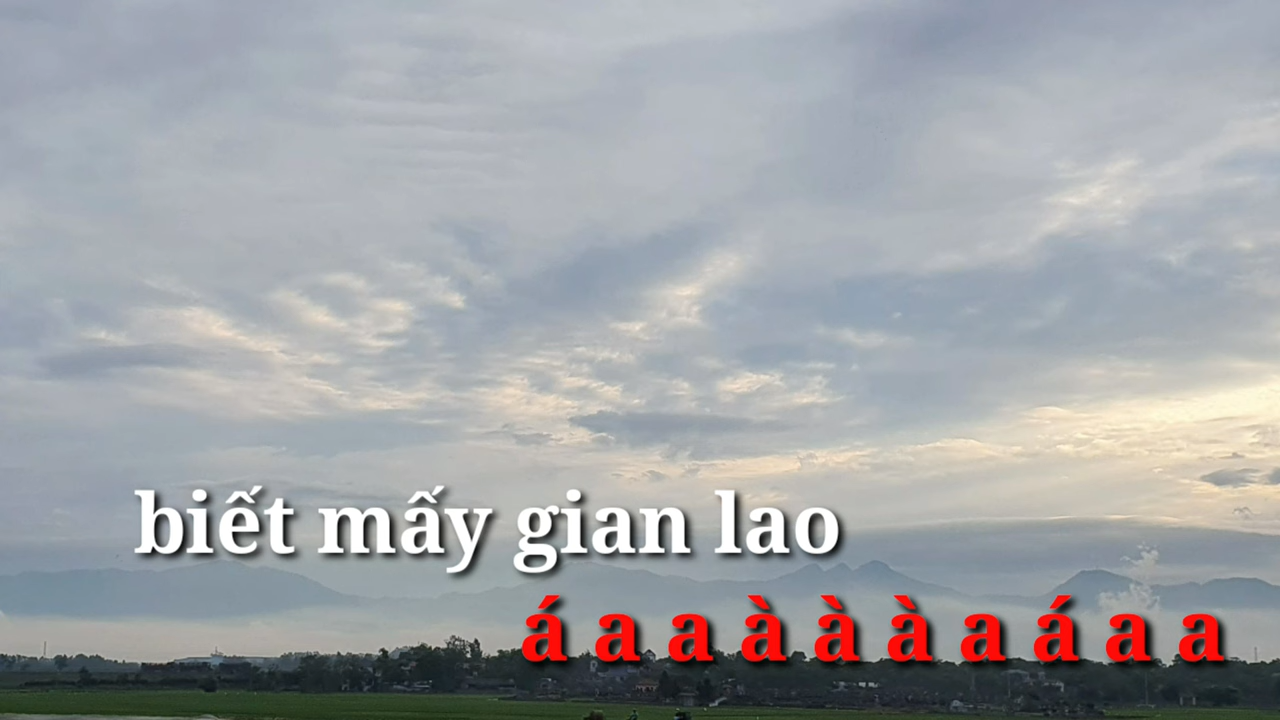 biết mấy gian lao
á a a à à à a á a a